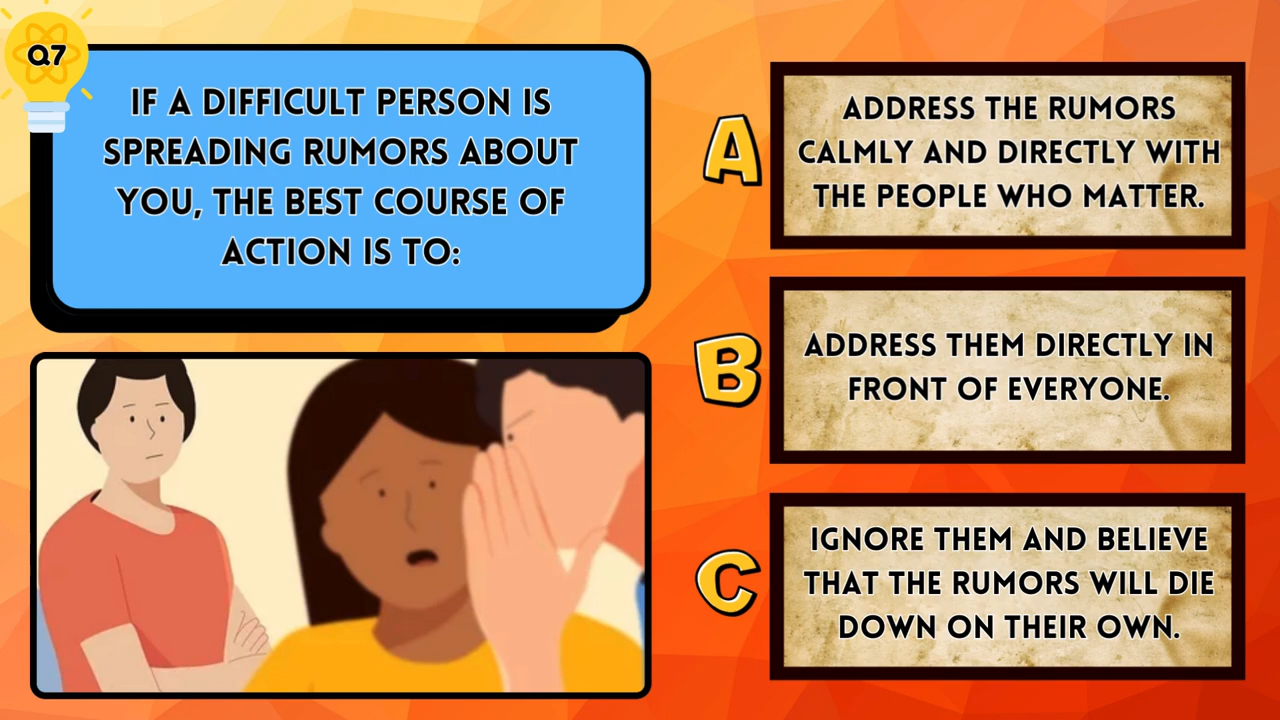 Q7
IF A DIFFICULT PERSON IS
SPREADING RUMORS ABOUT
YOU, THE BEST COURSE OF
ACTION IS TO:
A
ADDRESS THE RUMORS
CALMLY AND DIRECTLY WITH
THE PEOPLE WHO MATTER.
B
ADDRESS THEM DIRECTLY IN
FRONT OF EVERYONE.
C
IGNORE THEM AND BELIEVE
THAT THE RUMORS WILL DIE
DOWN ON THEIR OWN.